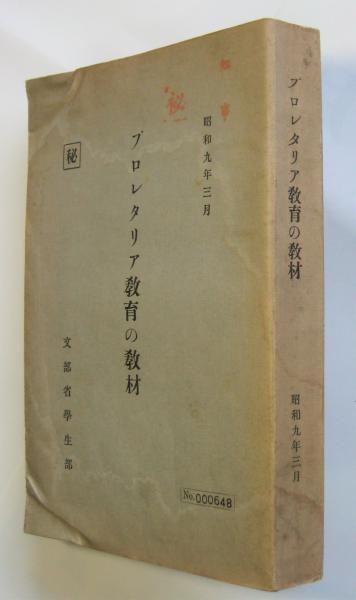 昭和九年三月
プロレタリア教育の教材
秘
文部省學生部
No. 000648
秘
プロレタリア教育の教材
昭和九年三月